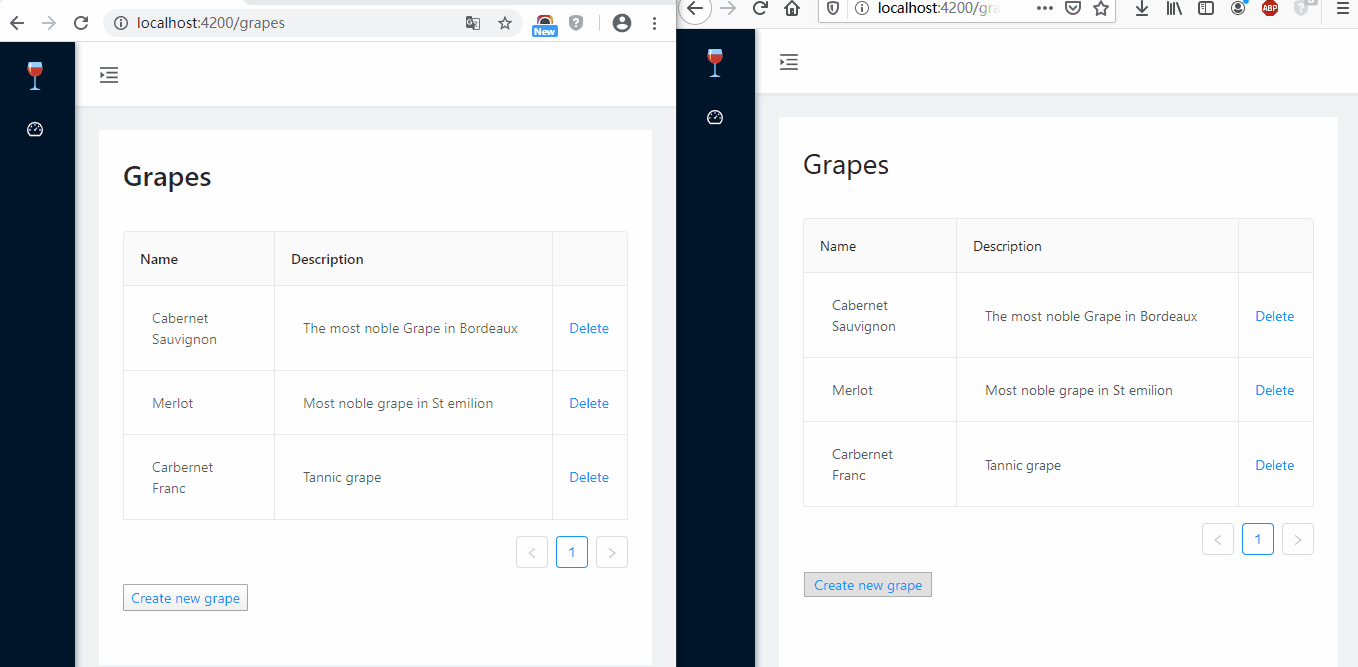 localhost:4200/grapes
New
Grapes
Name Description
Cabernet
Sauvignon
The most noble Grape in Bordeaux
Delete
Merlot
Most noble grape in St emilion
Delete
Carbernet
Franc
Tannic grape
Delete
< 1 >
Create new grape
localhost:4200/gra
ABP
Grapes
Name Description
Cabernet
Sauvignon
The most noble Grape in Bordeaux
Delete
Merlot
Most noble grape in St emilion
Delete
Carbernet
Franc
Tannic grape
Delete
< 1 >
Create new grape